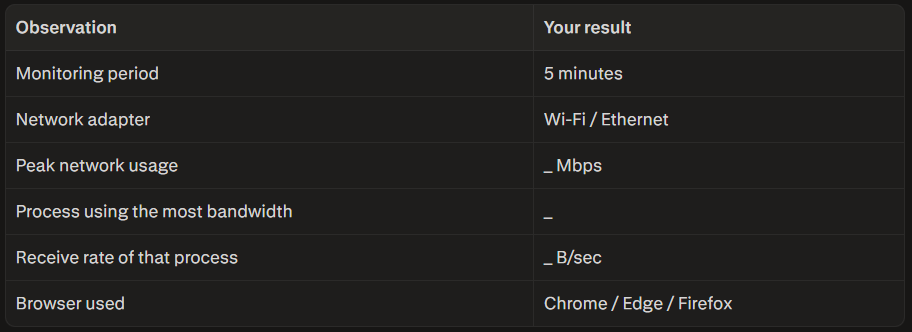 Observation Your result
Monitoring period 5 minutes
Network adapter Wi-Fi / Ethernet
Peak network usage _ Mbps
Process using the most bandwidth _
Receive rate of that process _ B/sec
Browser used Chrome / Edge / Firefox